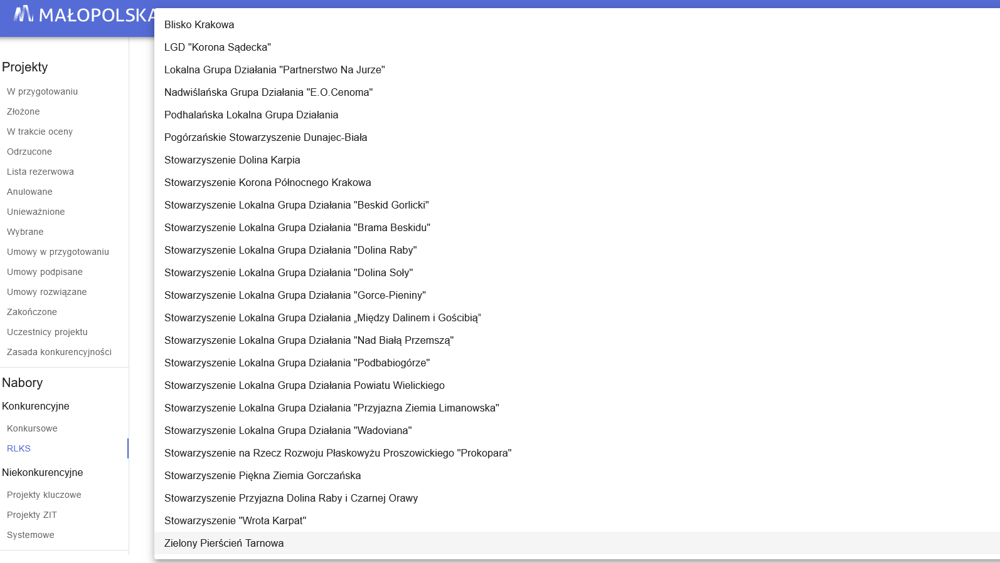 MAŁOPOLSKA
Projekty
W przygotowaniu
Złożone
W trakcie oceny
Odrzucone
Lista rezerwowa
Anulowane
Unieważnione
Wybrane
Umowy w przygotowaniu
Umowy podpisane
Umowy rozwiązane
Zakończone
Uczestnicy projektu
Zasada konkurencyjności
Nabory
Konkurencyjne
Konkursowe
RLKS
Niekonkurencyjne
Projekty kluczowe
Projekty ZIT
Systemowe
Blisko Krakowa
LGD "Korona Sądecka"
Lokalna Grupa Działania "Partnerstwo Na Jurze"
Nadwiślańska Grupa Działania "E.O.Cenoma"
Podhalańska Lokalna Grupa Działania
Pogórzańskie Stowarzyszenie Dunajec-Biała
Stowarzyszenie Dolina Karpia
Stowarzyszenie Korona Północnego Krakowa
Stowarzyszenie Lokalna Grupa Działania "Beskid Gorlicki"
Stowarzyszenie Lokalna Grupa Działania "Brama Beskidu"
Stowarzyszenie Lokalna Grupa Działania "Dolina Raby"
Stowarzyszenie Lokalna Grupa Działania "Dolina Soły"
Stowarzyszenie Lokalna Grupa Działania "Gorce-Pieniny"
Stowarzyszenie Lokalna Grupa Działania „Między Dalinem i Gościbią”
Stowarzyszenie Lokalna Grupa Działania "Nad Białą Przemszą"
Stowarzyszenie Lokalna Grupa Działania "Podbabiogórze"
Stowarzyszenie Lokalna Grupa Działania Powiatu Wielickiego
Stowarzyszenie Lokalna Grupa Działania "Przyjazna Ziemia Limanowska"
Stowarzyszenie Lokalna Grupa Działania "Wadoviana"
Stowarzyszenie na Rzecz Rozwoju Płaskowyżu Proszowickiego "Prokopara"
Stowarzyszenie Piękna Ziemia Gorczańska
Stowarzyszenie Przyjazna Dolina Raby i Czarnej Orawy
Stowarzyszenie "Wrota Karpat"
Zielony Pierścień Tarnowa